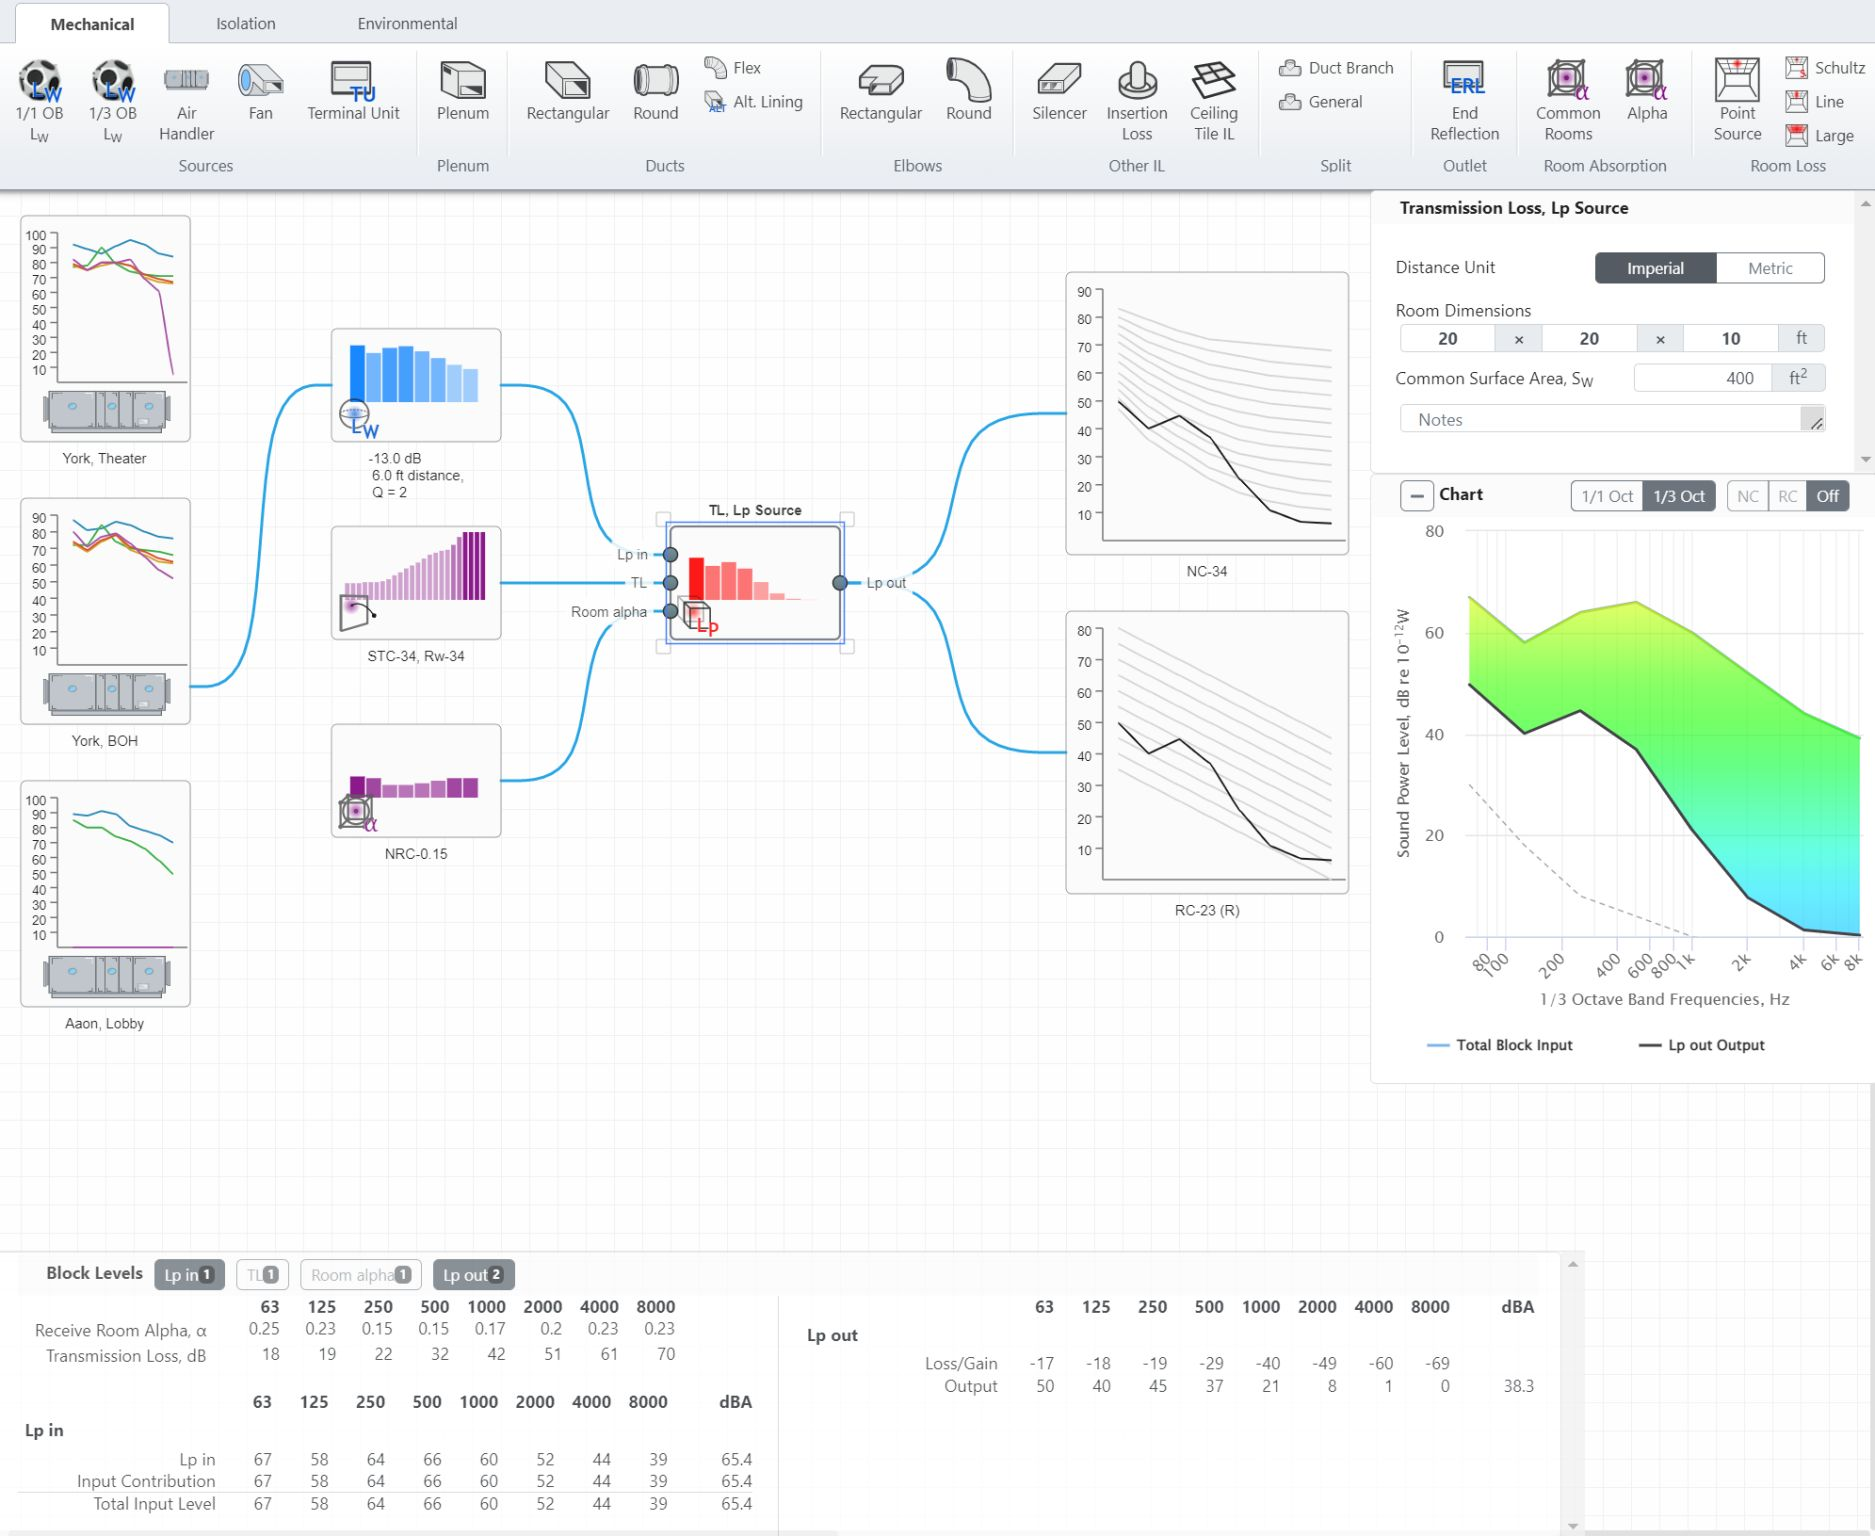 Mechanical Isolation Environmental
1/1 OB LW
1/3 OB LW
Air Handler
Fan
Terminal Unit
Sources
Plenum
Plenum
Rectangular
Round
Flex
ALT Alt. Lining
Ducts
Rectangular
Round
Elbows
Silencer
Insertion Loss
Ceiling Tile IL
Other IL
Duct Branch
General
Split
ERL
End Reflection
Outlet
Common Rooms
Alpha
Room Absorption
Point Source
Schultz
Line
Large
Room Loss
100
90
80
70
60
50
40
30
20
10
York, Theater
90
80
70
60
50
40
30
20
10
York, BOH
100
90
80
70
60
50
40
30
20
10
Aaon, Lobby
LW
-13.0 dB
6.0 ft distance,
Q = 2
STC-34, Rw-34
α
NRC-0.15
TL, Lp Source
Lp in
TL
Room alpha
LP
Lp out
90
80
70
60
50
40
30
20
10
NC-34
80
70
60
50
40
30
20
10
RC-23 (R)
Transmission Loss, Lp Source
Distance Unit Imperial Metric
Room Dimensions
20 × 20 × 10 ft
Common Surface Area, SW 400 ft²
Notes
Chart 1/1 Oct 1/3 Oct NC RC Off
80
60
40
20
0
Sound Power Level, dB re 10⁻¹²W
80 100 200 400 600 800 1k 2k 4k 6k 8k
1/3 Octave Band Frequencies, Hz
Total Block Input Lp out Output
Block Levels Lp in 1 TL 1 Room alpha 1 Lp out 2
63 125 250 500 1000 2000 4000 8000
Receive Room Alpha, α 0.25 0.23 0.15 0.15 0.17 0.2 0.23 0.23
Transmission Loss, dB 18 19 22 32 42 51 61 70
63 125 250 500 1000 2000 4000 8000 dBA
Lp in
Lp in 67 58 64 66 60 52 44 39 65.4
Input Contribution 67 58 64 66 60 52 44 39 65.4
Total Input Level 67 58 64 66 60 52 44 39 65.4
63 125 250 500 1000 2000 4000 8000 dBA
Lp out
Loss/Gain -17 -18 -19 -29 -40 -49 -60 -69
Output 50 40 45 37 21 8 1 0 38.3